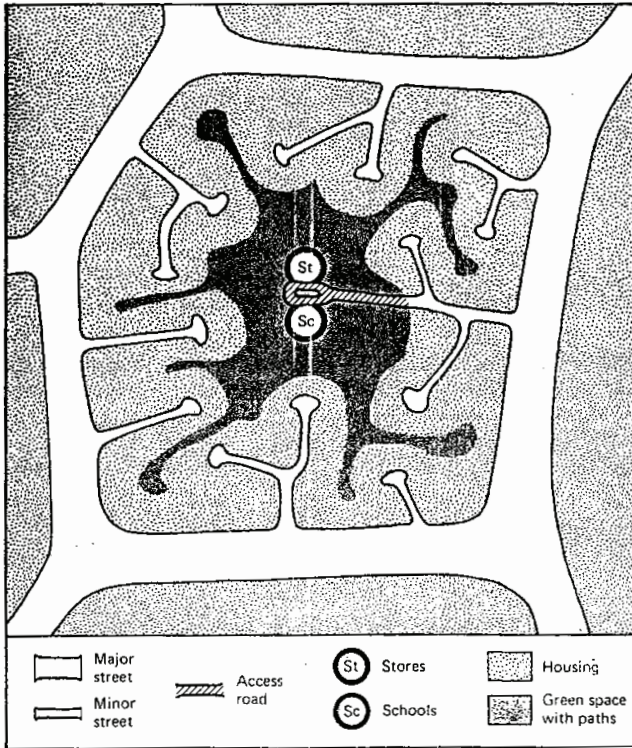 St
Sc
Major
street
Minor
street
Access
road
St
Stores
Sc
Schools
Housing
Green space
with paths